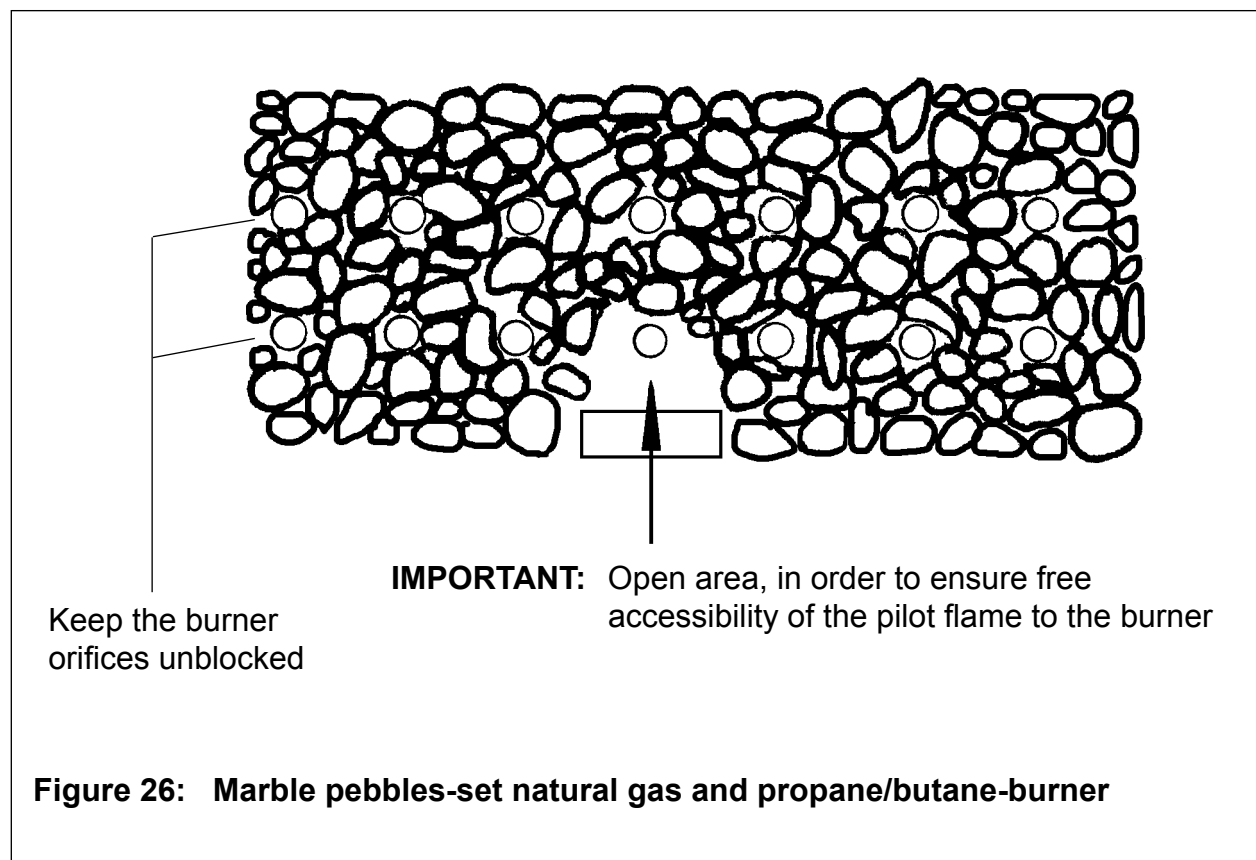 IMPORTANT: Open area, in order to ensure free
accessibility of the pilot flame to the burner
Keep the burner
orifices unblocked
Figure 26: Marble pebbles-set natural gas and propane/butane-burner